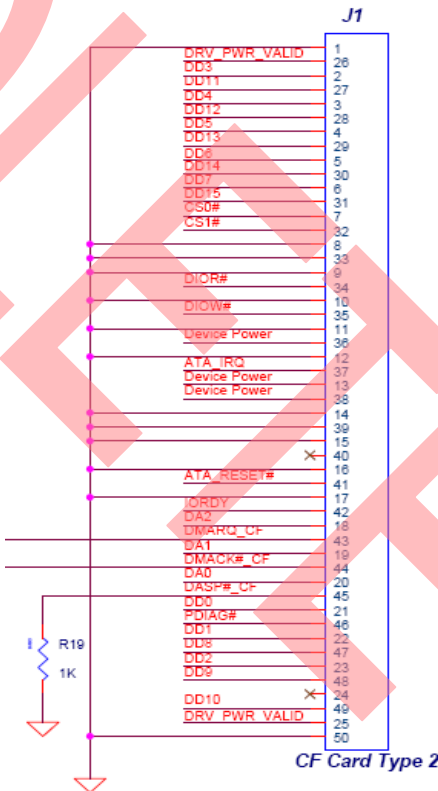 J1
1
DRV_PWR_VALID 26
DD3 2
DD11 27
DD4 3
DD12 28
DD5 4
DD13 29
DD6 5
DD14 30
DD7 6
DD15 31
CS0# 7
CS1# 32
8
33
9
DIOR# 34
10
DIOW# 35
11
Device Power 36
12
ATA_IRQ 37
Device Power 13
Device Power 38
14
39
15
40
16
ATA_RESET# 41
17
IORDY 42
DA2 18
DMARQ_CF 43
DA1 19
DMACK#_CF 44
DA0 20
DASP#_CF 45
DD0 21
PDIAG# 46
DD1 22
DD8 47
DD2 23
DD9 48
24
DD10 49
DRV_PWR_VALID 25
50
R19
1K
CF Card Type 2